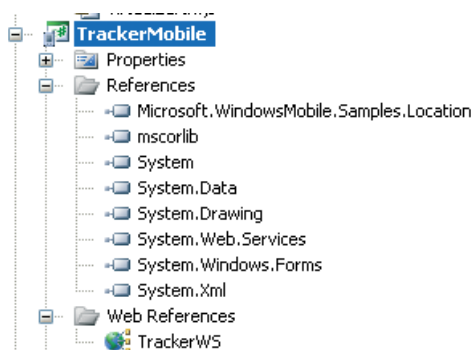 TrackerMobile
Properties
References
Microsoft.WindowsMobile.Samples.Location
mscorlib
System
System.Data
System.Drawing
System.Web.Services
System.Windows.Forms
System.Xml
Web References
TrackerWS